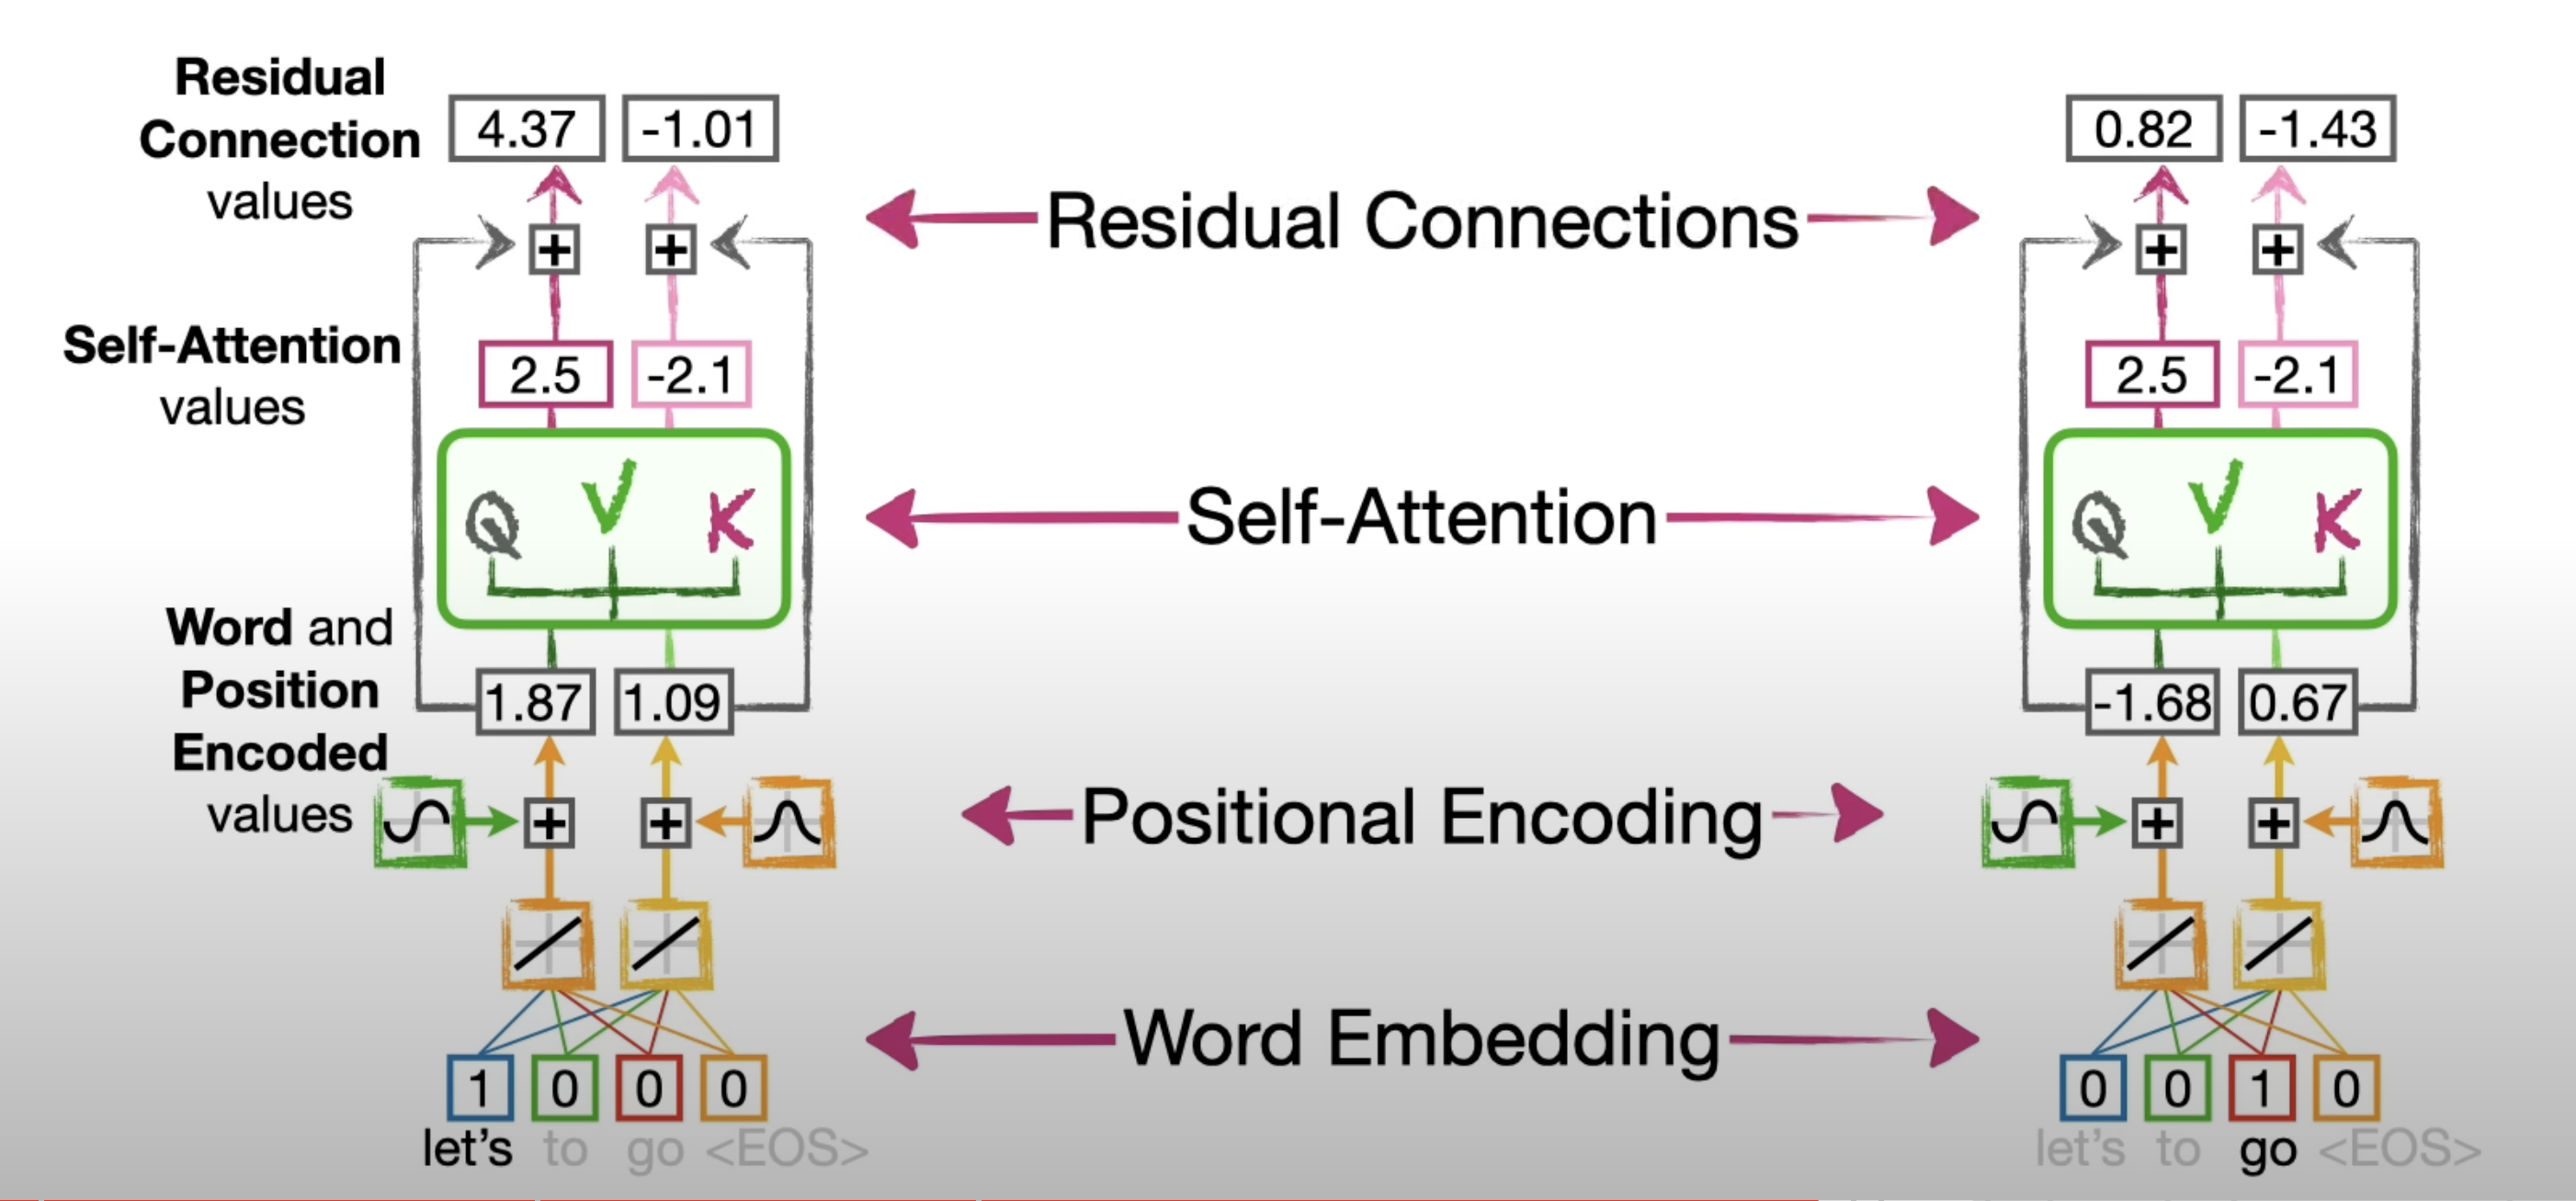 Residual
Connection
values
4.37 -1.01
0.82 -1.43
+ +
Residual Connections
+ +
Self-Attention
values
2.5 -2.1
2.5 -2.1
Q V K
Self-Attention
Q V K
Word and
Position
Encoded
values
1.87 1.09
-1.68 0.67
+ +
Positional Encoding
+ +
Word Embedding
1 0 0 0
let's to go <EOS>
0 0 1 0
let's to go <EOS>